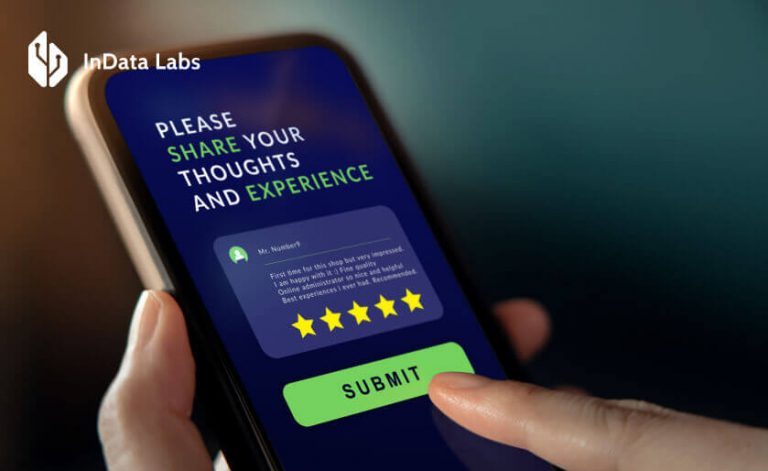 InData Labs
PLEASE
SHARE YOUR
THOUGHTS
AND EXPERIENCE
Mr. Number9
First time for this shop but very impressed.
I am happy with it :) Fine quality
Online administrator so nice and helpful
Best experiences i ever had. Recommended.
SUBMIT